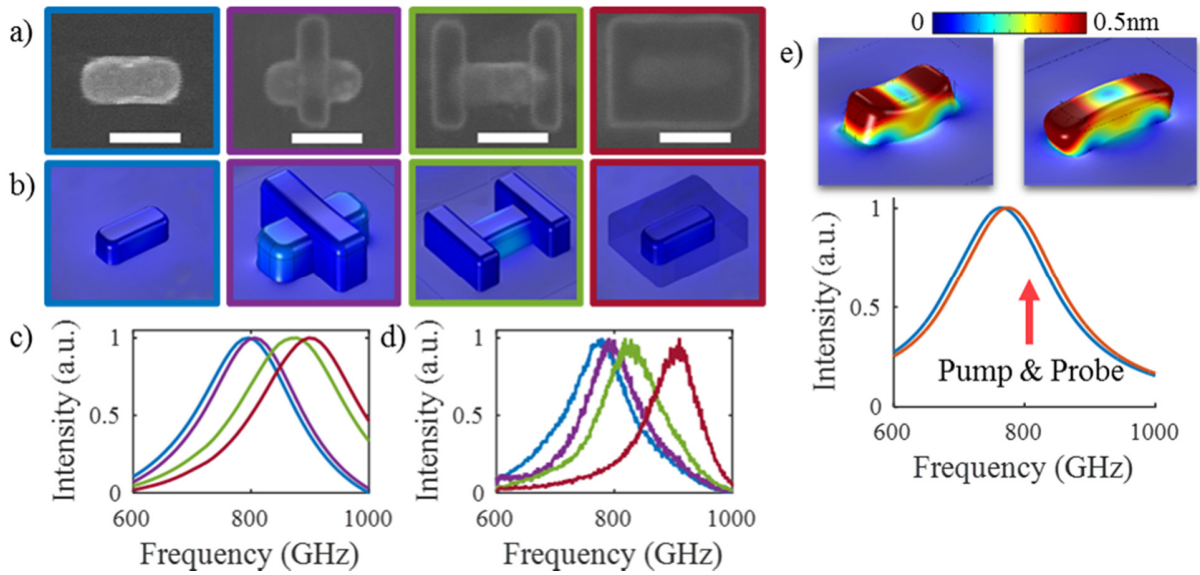 a)
b)
c)
Intensity (a.u.)
1
0.5
0
600
800
1000
Frequency (GHz)
d)
Intensity (a.u.)
1
0.5
0
600
800
1000
Frequency (GHz)
e)
0
0.5nm
Intensity (a.u.)
1
0.5
0
Pump & Probe
600
800
1000
Frequency (GHz)